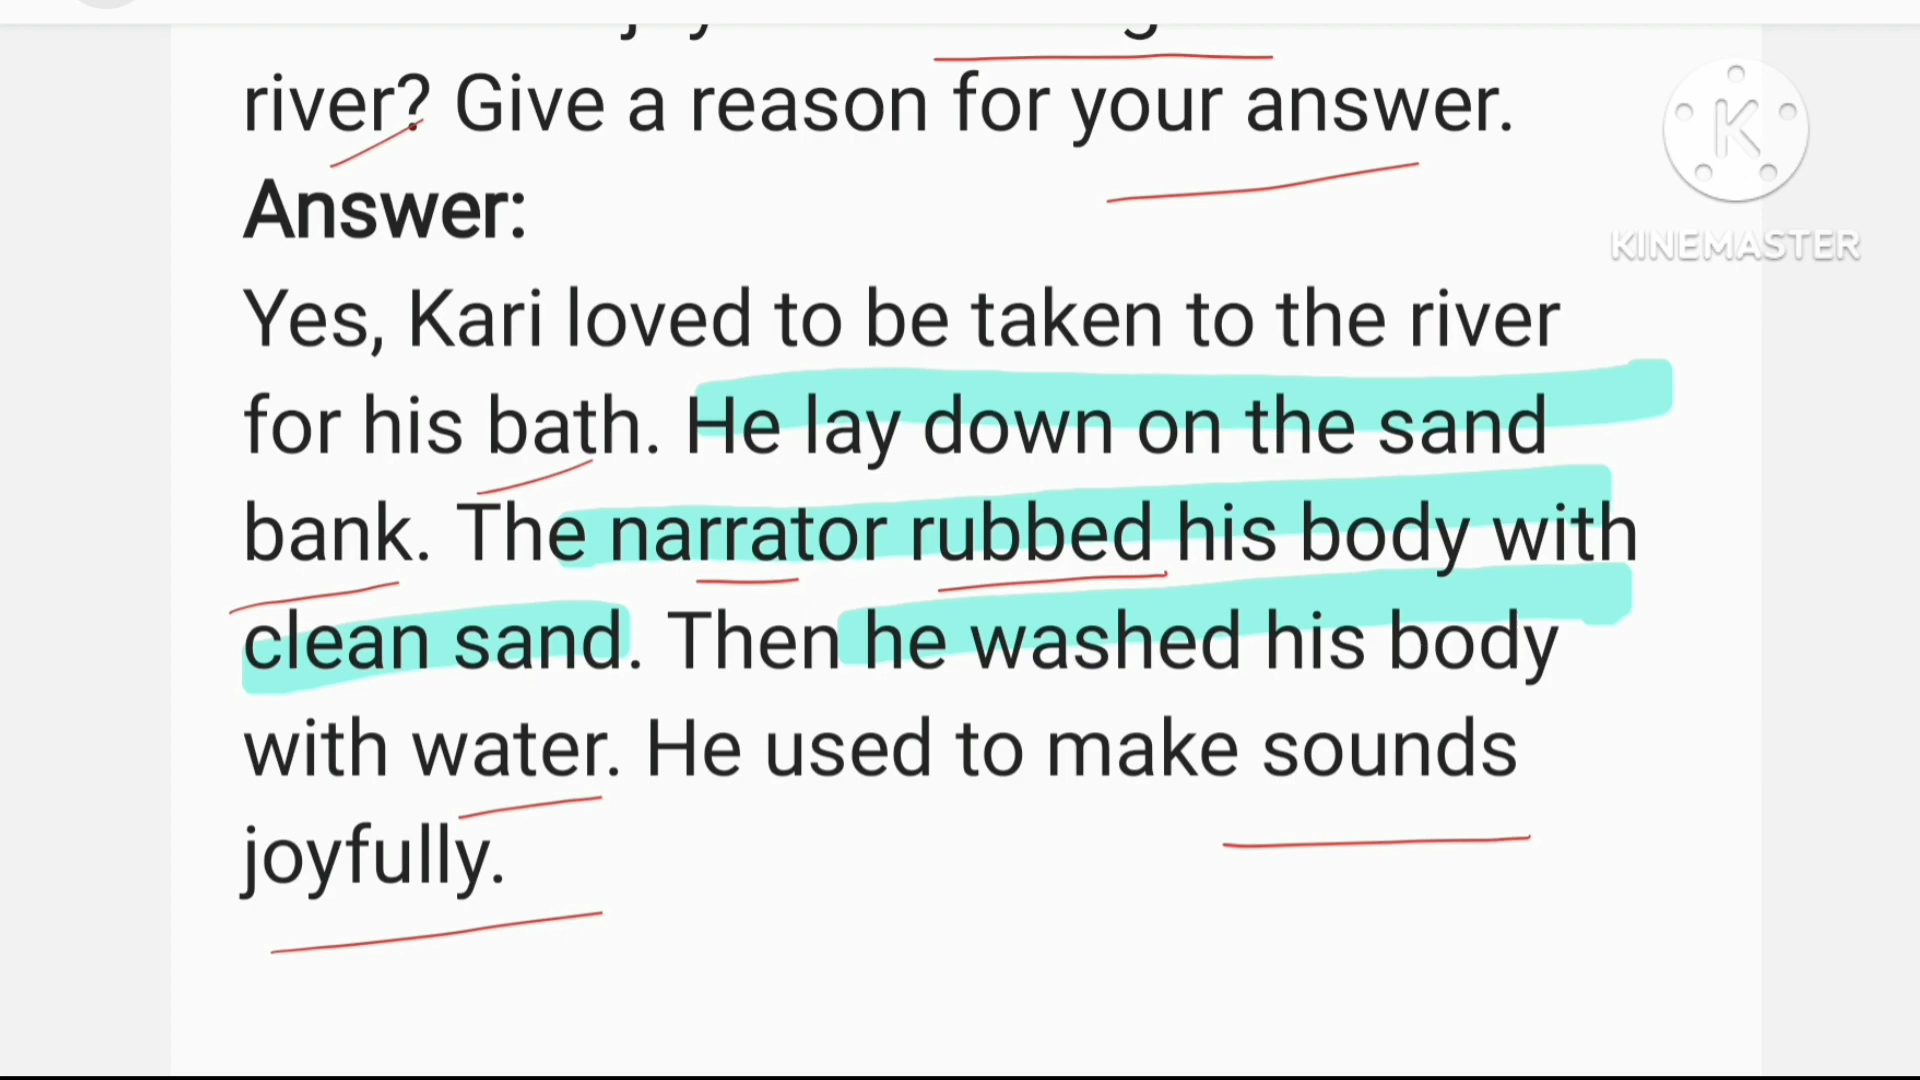 river? Give a reason for your answer.
Answer:
Yes, Kari loved to be taken to the river
for his bath. He lay down on the sand
bank. The narrator rubbed his body with
clean sand. Then he washed his body
with water. He used to make sounds
joyfully.
K
KINEMASTER